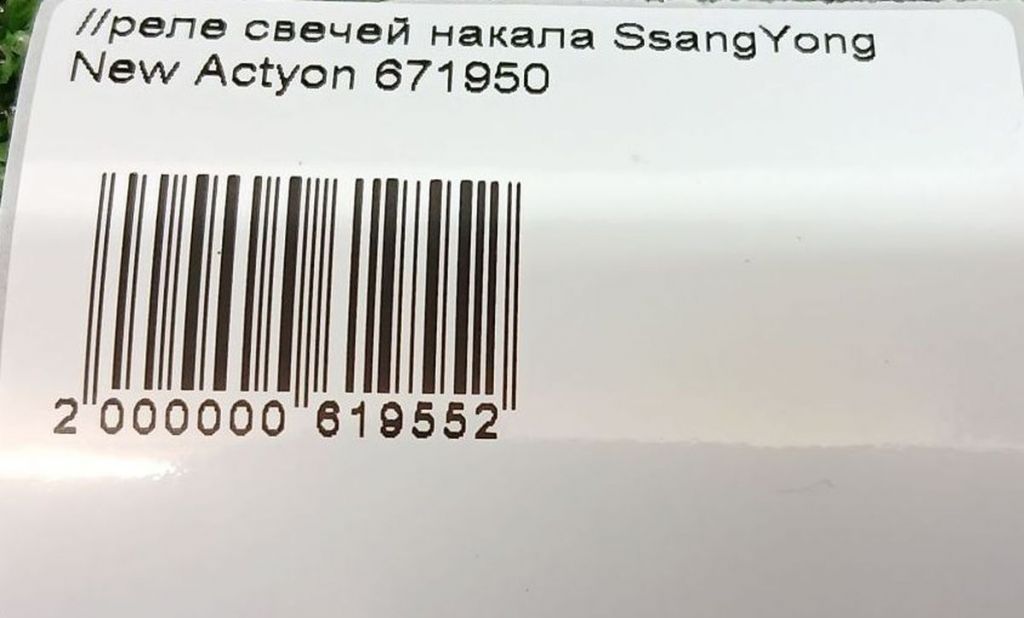 //реле свечей накала SsangYong
New Actyon 671950
2 000000 619552